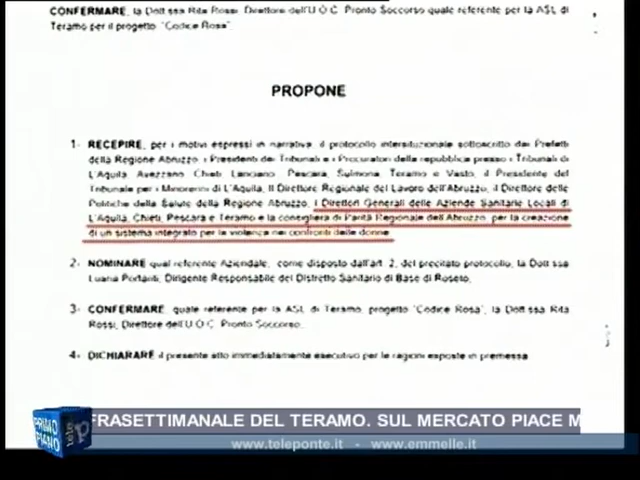 CONFERMARE, la Dott ssa Rita Rossi, Direttore dell'U.O.C. Pronto Soccorso quale referente per la ASL di
Teramo per il progetto "Codice Rosa"
PROPONE
1- RECEPIRE, per i motivi espressi in narrativa il protocollo interistituzionale sottoscritto dai Prefetti
della Regione Abruzzo, i Presidenti dei Tribunali e i Procuratori della repubblica presso i Tribunali di
L'Aquila, Avezzano Chieti Lanciano Pescara, Sulmona Teramo e Vasto, il Presidente del
Tribunale per i Minorenni di L'Aquila, Il Direttore Regionale del Lavoro dell'Abruzzo, il Direttore delle
Politiche della Salute della Regione Abruzzo, i Direttori Generali delle Aziende Sanitarie Locali di
L'Aquila, Chieti, Pescara e Teramo e la consigliera di Parità Regionale dell'Abruzzo per la creazione
di un sistema integrato per la violenza nei confronti delle donne
2- NOMINARE qual referente Aziendale, come disposto dall'art 2, del precitato protocollo, la Dott ssa
Luana Portanti, Dirigente Responsabile del Distretto Sanitario di Base di Roseto,
3- CONFERMARE, quale referente per la ASL di Teramo, progetto "Codice Rosa", la Dott ssa Rita
Rossi, Direttore dell'U.O.C. Pronto Soccorso,
4- DICHIARARE il presente atto immediatamente esecutivo per le ragioni esposte in premessa
PRIMO
PIANO
tele
FRASETTIMANALE DEL TERAMO. SUL MERCATO PIACE M
www.teleponte.it - www.emmelle.it